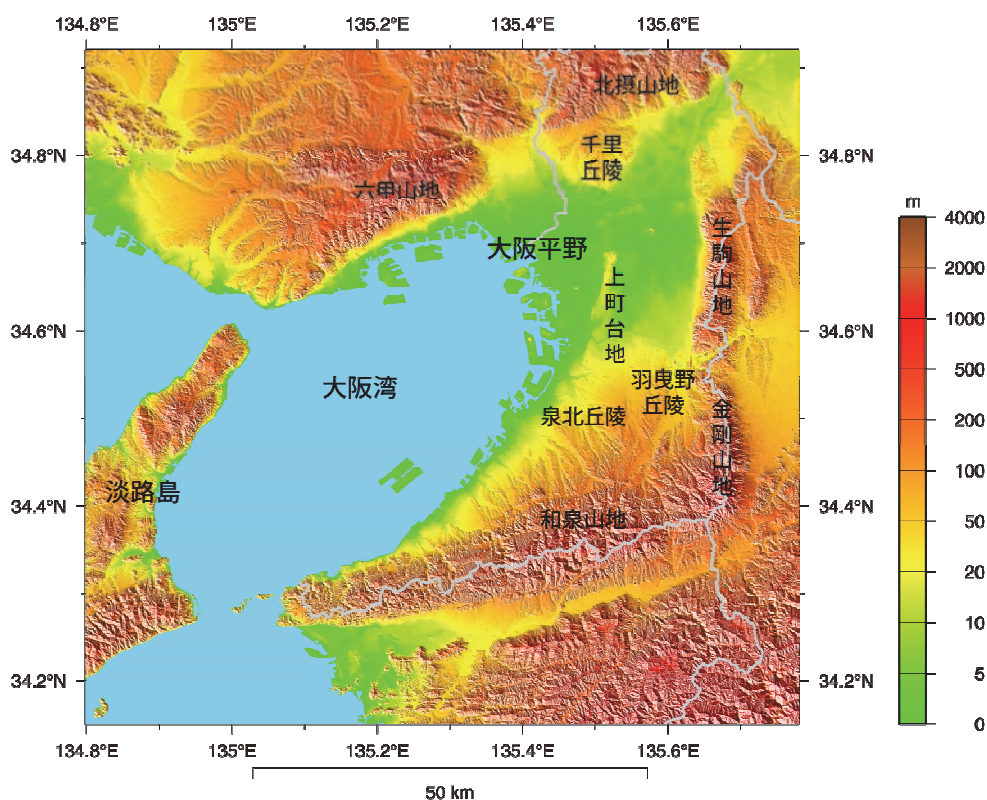 134.8°E 135°E 135.2°E 135.4°E 135.6°E
北摂山地
34.8°N 34.8°N
千里
丘陵
六甲山地
m
4000
生駒山地
大阪平野
2000
上町台地
1000
34.6°N 34.6°N
500
大阪湾
羽曳野
丘陵
泉北丘陵
金剛山地
200
100
淡路島
34.4°N 34.4°N
和泉山地
50
20
10
5
34.2°N 34.2°N
0
134.8°E 135°E 135.2°E 135.4°E 135.6°E
50 km